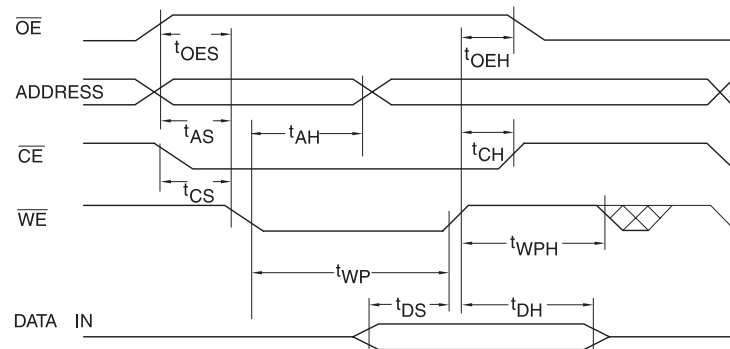 OE
tOES
tOEH
ADDRESS
tAS
tAH
CE
tCH
tCS
WE
tWPH
tWP
tDS
tDH
DATA IN